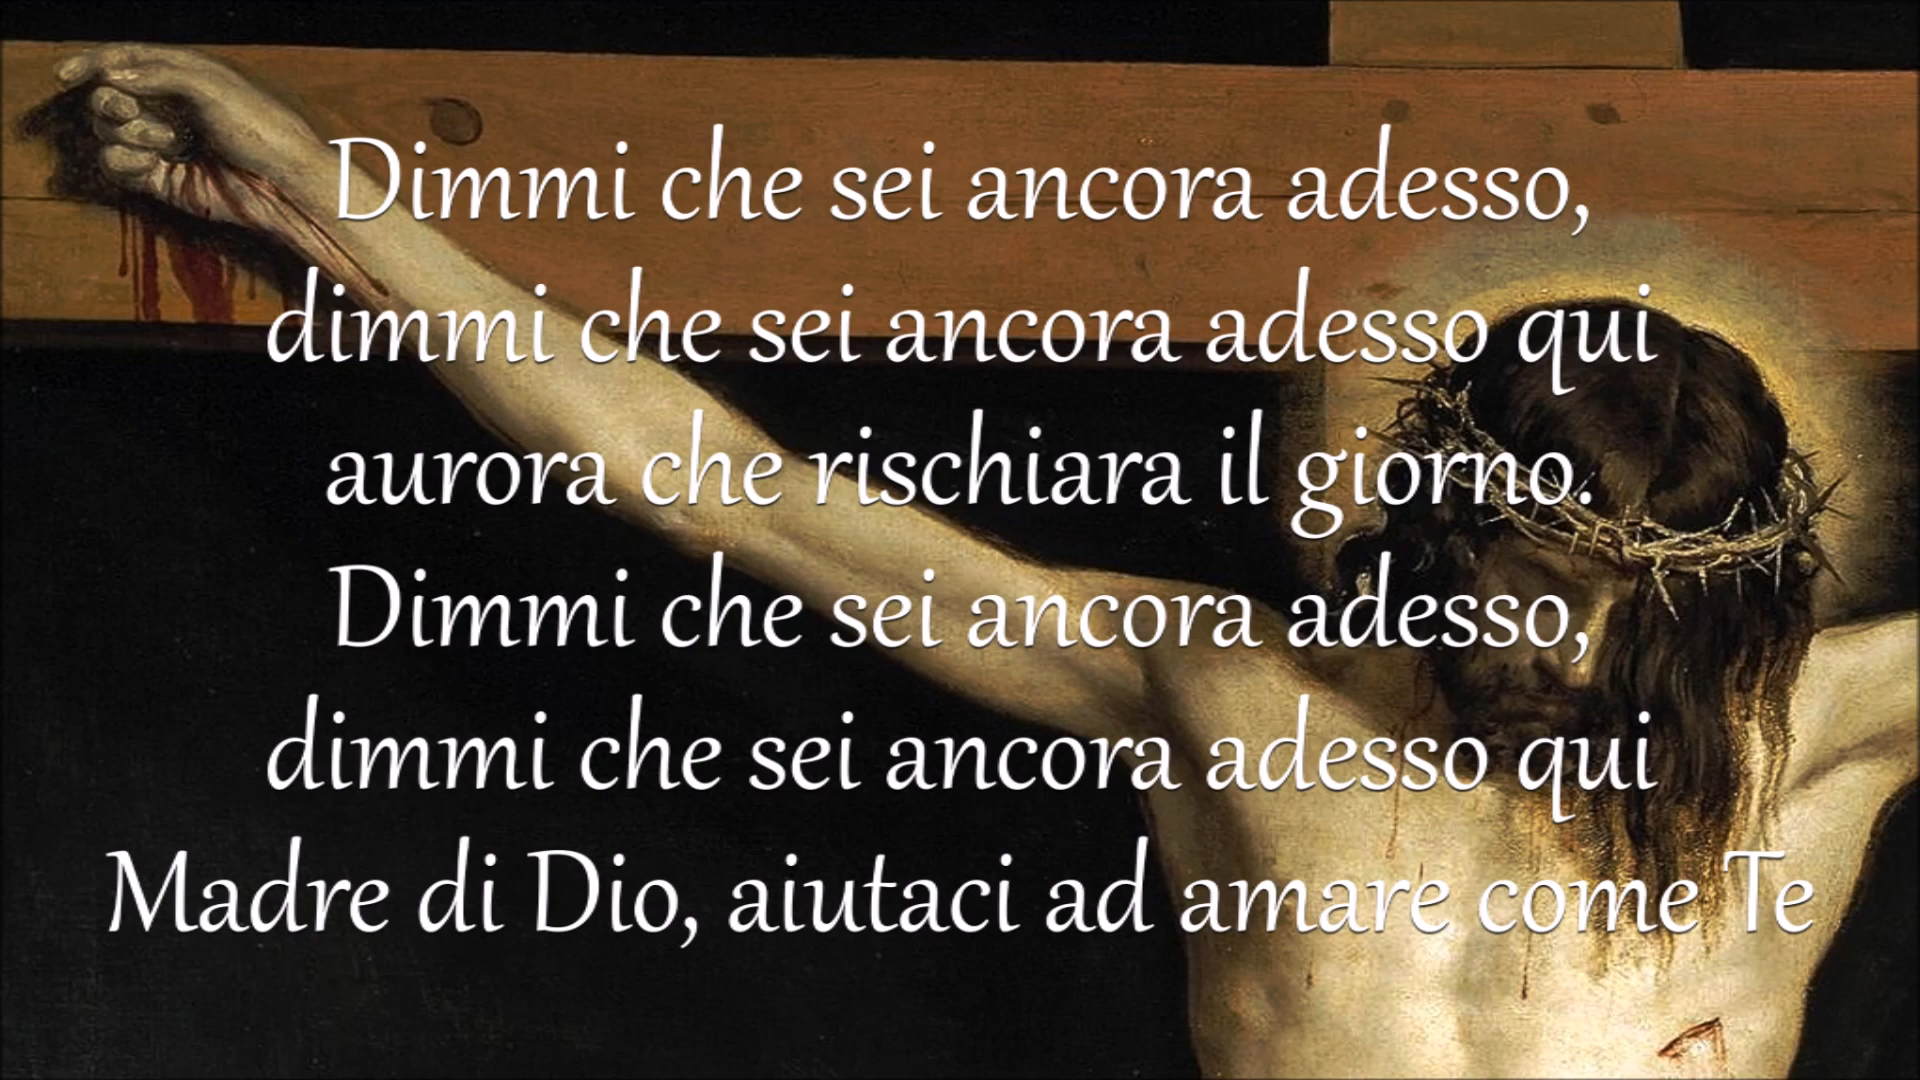 Dimmi che sei ancora adesso,
dimmi che sei ancora adesso qui
aurora che rischiara il giorno.
Dimmi che sei ancora adesso,
dimmi che sei ancora adesso qui
Madre di Dio, aiutaci ad amare come Te